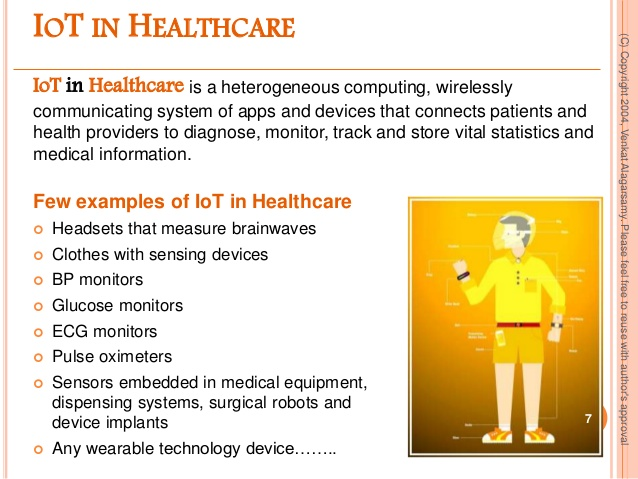 IoT in Healthcare
IoT in Healthcare is a heterogeneous computing, wirelessly
communicating system of apps and devices that connects patients and
health providers to diagnose, monitor, track and store vital statistics and
medical information.
Few examples of IoT in Healthcare
Headsets that measure brainwaves
Clothes with sensing devices
BP monitors
Glucose monitors
ECG monitors
Pulse oximeters
Sensors embedded in medical equipment,
dispensing systems, surgical robots and
device implants
Any wearable technology device……..
7
(C) Copyright 2004, Venkat Alagarsamy. Please feel free to reuse with author's approval